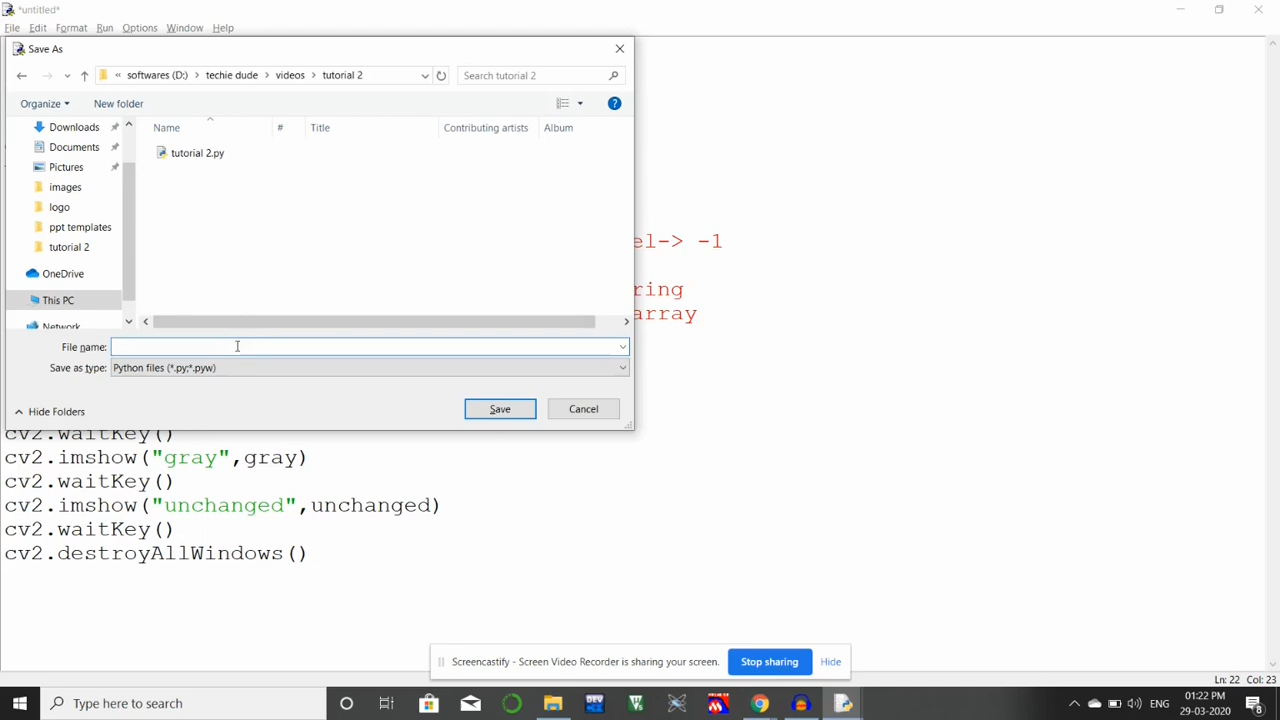 *untitled*
File Edit Format Run Options Window Help
Save As
« softwares (D:) > techie dude > videos > tutorial 2
Search tutorial 2
Organize New folder
Name # Title Contributing artists Album
Downloads
Documents
Pictures
images
logo
ppt templates
tutorial 2
OneDrive
This PC
Network
tutorial 2.py
File name:
Save as type: Python files (*.py;*.pyw)
Hide Folders
Save Cancel
el-> -1
ring
array
cv2.waitKey()
cv2.imshow("gray",gray)
cv2.waitKey()
cv2.imshow("unchanged",unchanged)
cv2.waitKey()
cv2.destroyAllWindows()
Screencastify - Screen Video Recorder is sharing your screen. Stop sharing Hide
Ln: 22 Col: 23
Type here to search
DEV
ENG
01:22 PM
29-03-2020
8